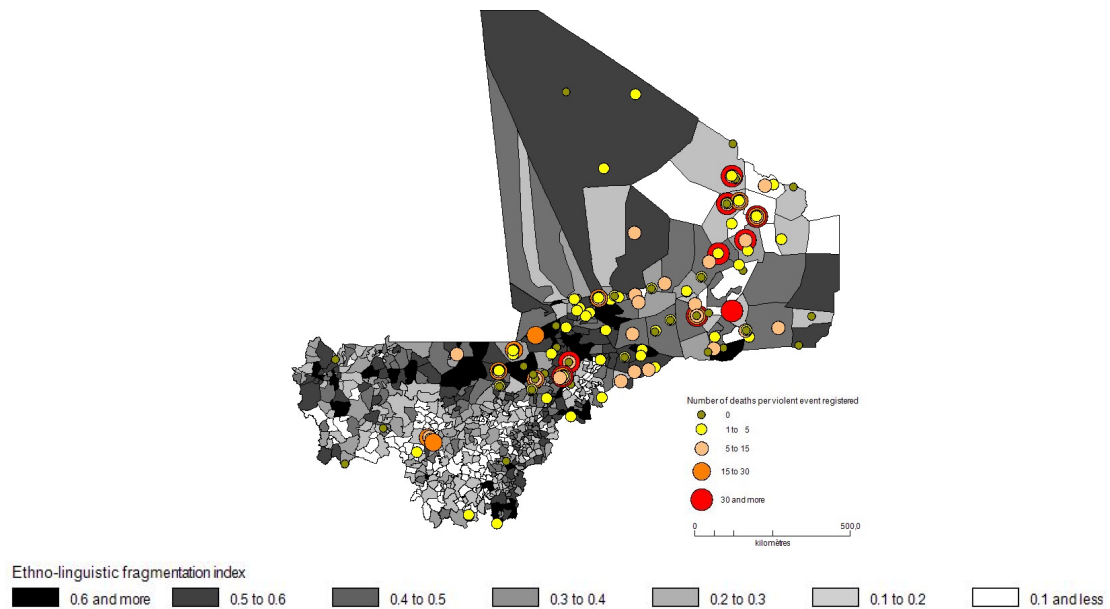 Number of deaths per violent event registered
0
1 to 5
5 to 15
15 to 30
30 and more
0 500,0
kilomètres
Ethno-linguistic fragmentation index
0.6 and more 0.5 to 0.6 0.4 to 0.5 0.3 to 0.4 0.2 to 0.3 0.1 to 0.2 0.1 and less